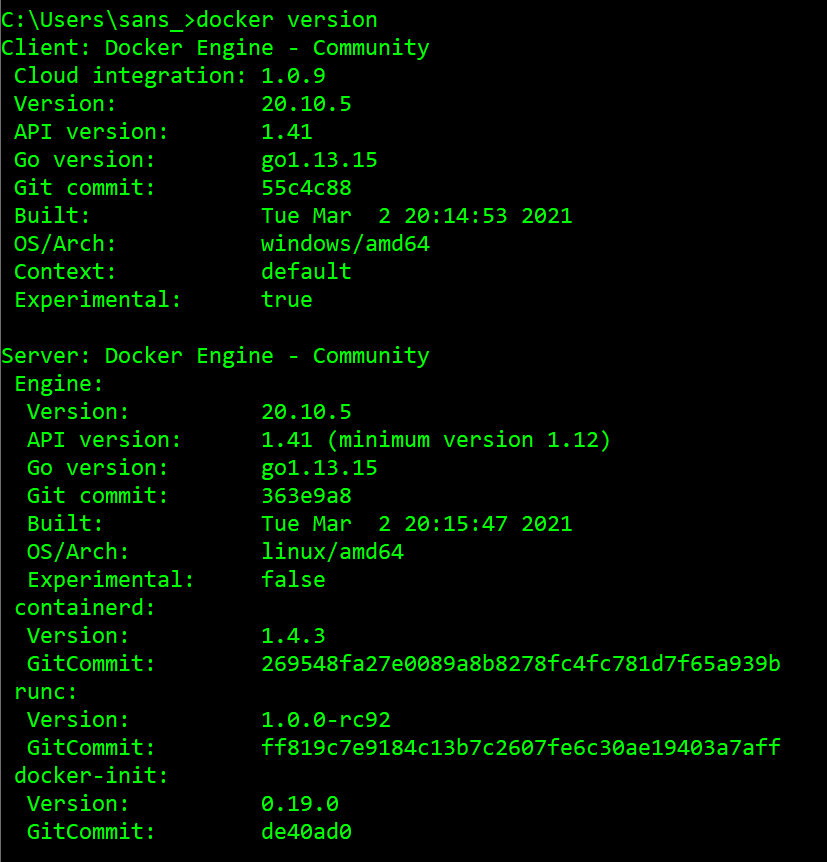 C:\Users\sans_>docker version
Client: Docker Engine - Community
 Cloud integration: 1.0.9
 Version:           20.10.5
 API version:       1.41
 Go version:        go1.13.15
 Git commit:        55c4c88
 Built:             Tue Mar  2 20:14:53 2021
 OS/Arch:           windows/amd64
 Context:           default
 Experimental:      true

Server: Docker Engine - Community
 Engine:
  Version:          20.10.5
  API version:      1.41 (minimum version 1.12)
  Go version:       go1.13.15
  Git commit:       363e9a8
  Built:            Tue Mar  2 20:15:47 2021
  OS/Arch:          linux/amd64
  Experimental:     false
 containerd:
  Version:          1.4.3
  GitCommit:        269548fa27e0089a8b8278fc4fc781d7f65a939b
 runc:
  Version:          1.0.0-rc92
  GitCommit:        ff819c7e9184c13b7c2607fe6c30ae19403a7aff
 docker-init:
  Version:          0.19.0
  GitCommit:        de40ad0